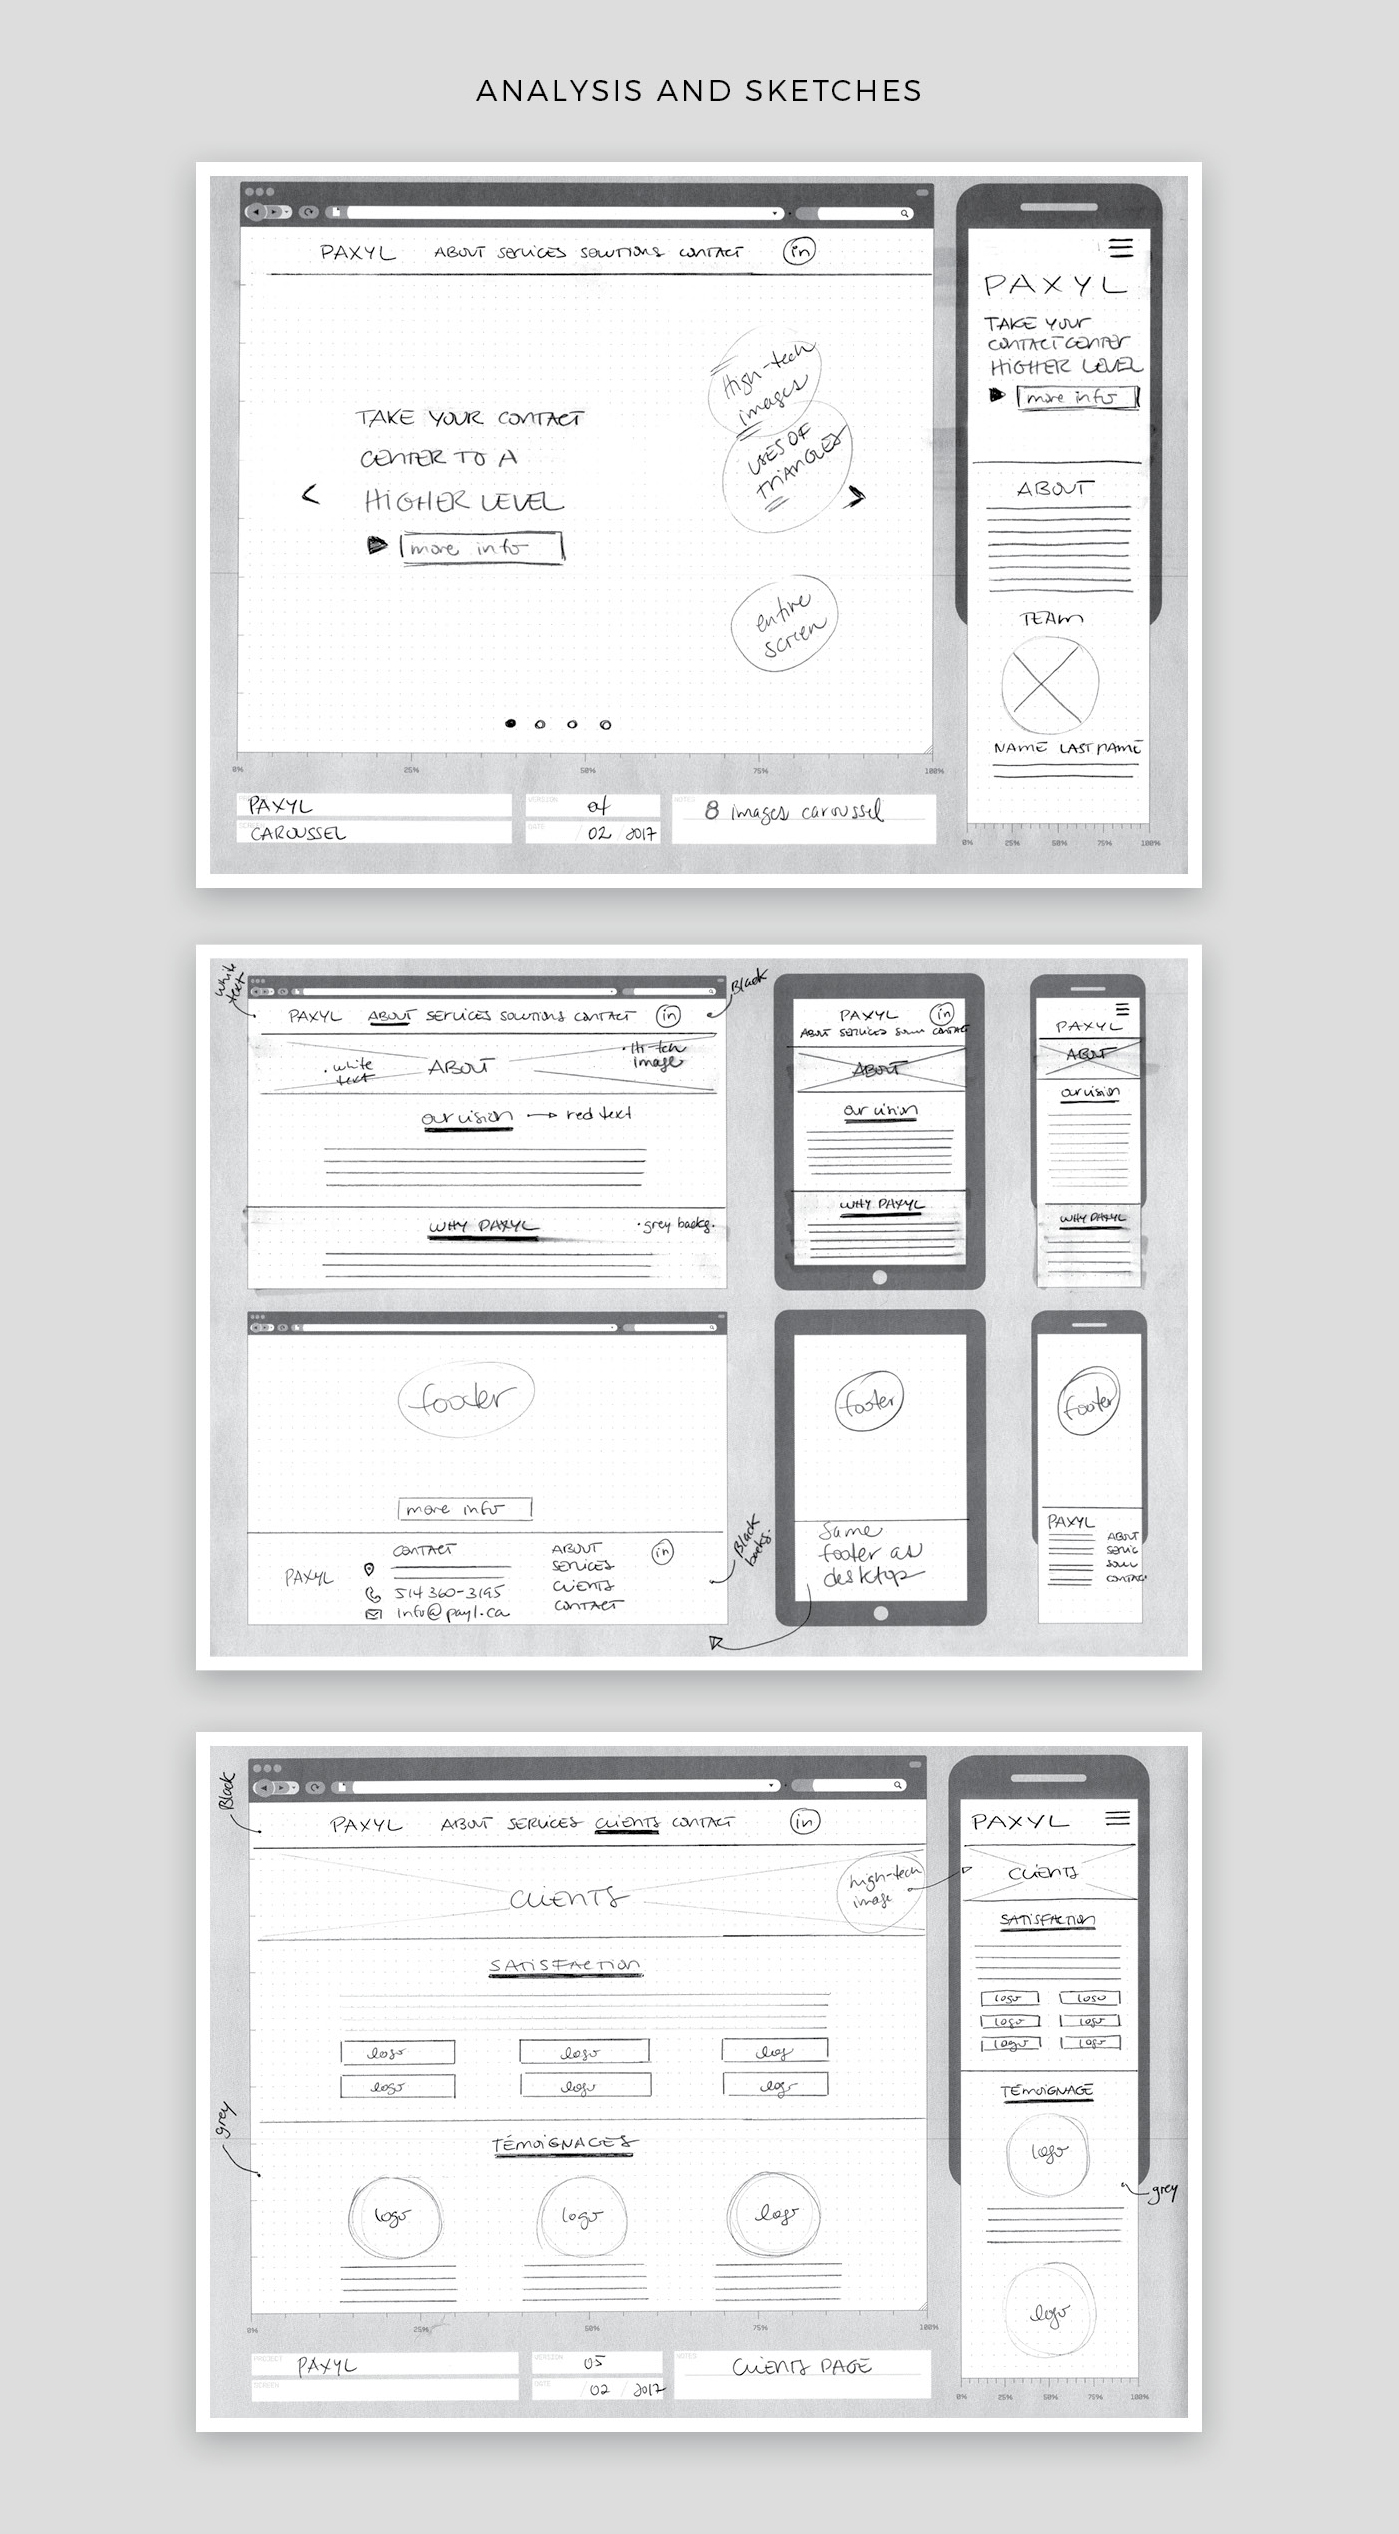 ANALYSIS AND SKETCHES
PAXYL ABOUT SERVICES SOLUTIONS CONTACT in
High-tech
images
USES OF
TRIANGLES
TAKE YOUR CONTACT
CENTER TO A
HIGHER LEVEL
< >
more info
entire
screen
0% 25% 50% 75% 100%
PAXYL
CAROUSSEL
VERSION 01
DATE / 02 / 2017
NOTES 8 images caroussel
PAXYL
TAKE YOUR
CONTACT CENTER
HIGHER LEVEL
more info
ABOUT
TEAM
NAME LAST NAME
0% 25% 50% 75% 100%
White
text
Black
PAXYL ABOUT SERVICES SOLUTIONS CONTACT in
• white
text
ABOUT
• Hi-tech
image
our vision → red text
WHY PAXYL
• grey backg.
PAXYL in
ABOUT SERVICES CONTACT
ABOUT
our vision
WHY PAXYL
PAXYL
ABOUT
our vision
WHY PAXYL
footer
more info
PAXYL
CONTACT
514 360-3195
info@payl.ca
ABOUT
SERVICES
CLIENTS
CONTACT
in
Black
backg.
footer
Same
footer as
desktop
footer
PAXYL
ABOUT
SERVIC
CONTAC
Black
PAXYL ABOUT SERVICES CLIENTS CONTACT in
CLIENTS
high-tech
image
SATISFACTION
logo logo log
logo logo logo
grey
TÉMOIGNAGES
logo logo logo
0% 25% 50% 75% 100%
PROJECT PAXYL
SCREEN
VERSION 05
DATE / 02 / 2017
NOTES CLIENTS PAGE
PAXYL
CLIENTS
SATISFACTION
logo logo
logo logo
logo logo
TÉMOIGNAGE
logo
grey
logo
0% 25% 50% 75% 100%